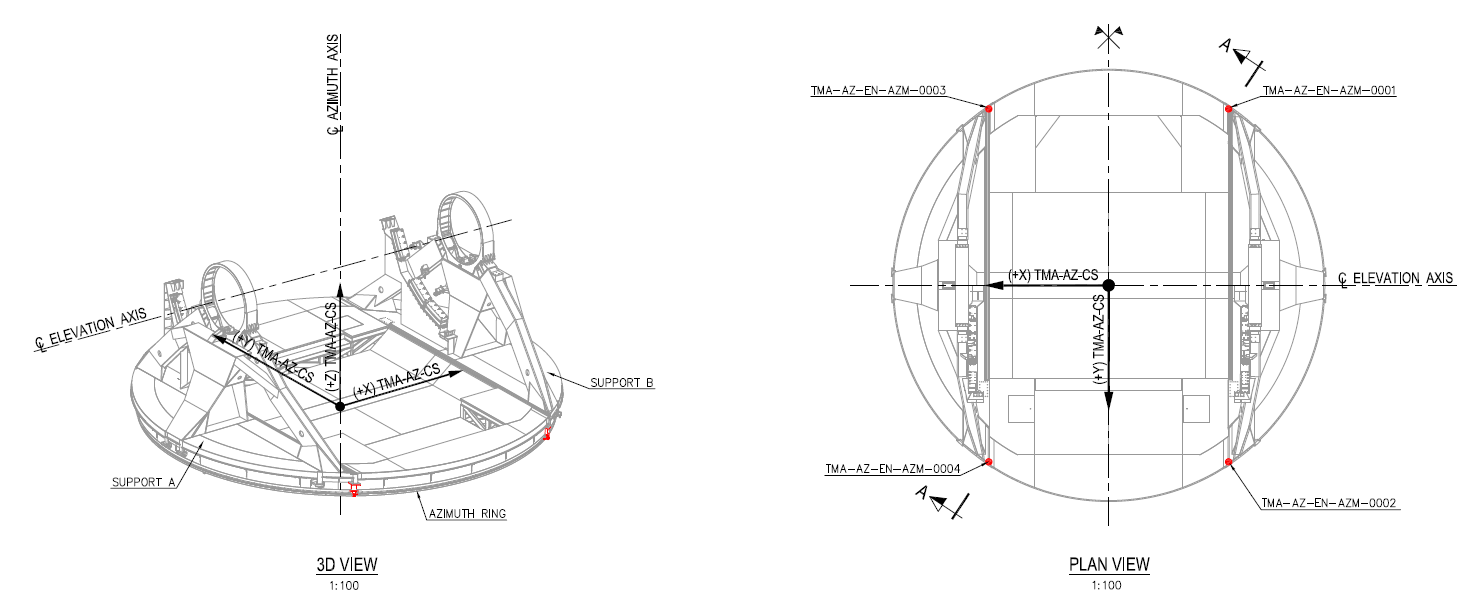 ℄ AZIMUTH AXIS
℄ ELEVATION AXIS
(+Y) TMA-AZ-CS
(+Z) TMA-AZ-CS
(+X) TMA-AZ-CS
SUPPORT B
SUPPORT A
AZIMUTH RING
3D VIEW
1:100
A
TMA-AZ-EN-AZM-0003
TMA-AZ-EN-AZM-0001
(+X) TMA-AZ-CS
℄ ELEVATION AXIS
(+Y) TMA-AZ-CS
TMA-AZ-EN-AZM-0004
A
TMA-AZ-EN-AZM-0002
PLAN VIEW
1:100